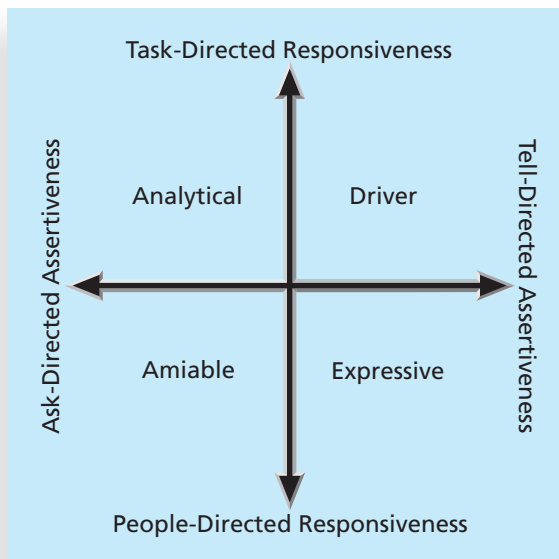 Task-Directed Responsiveness
Ask-Directed Assertiveness
Tell-Directed Assertiveness
Analytical
Driver
Amiable
Expressive
People-Directed Responsiveness